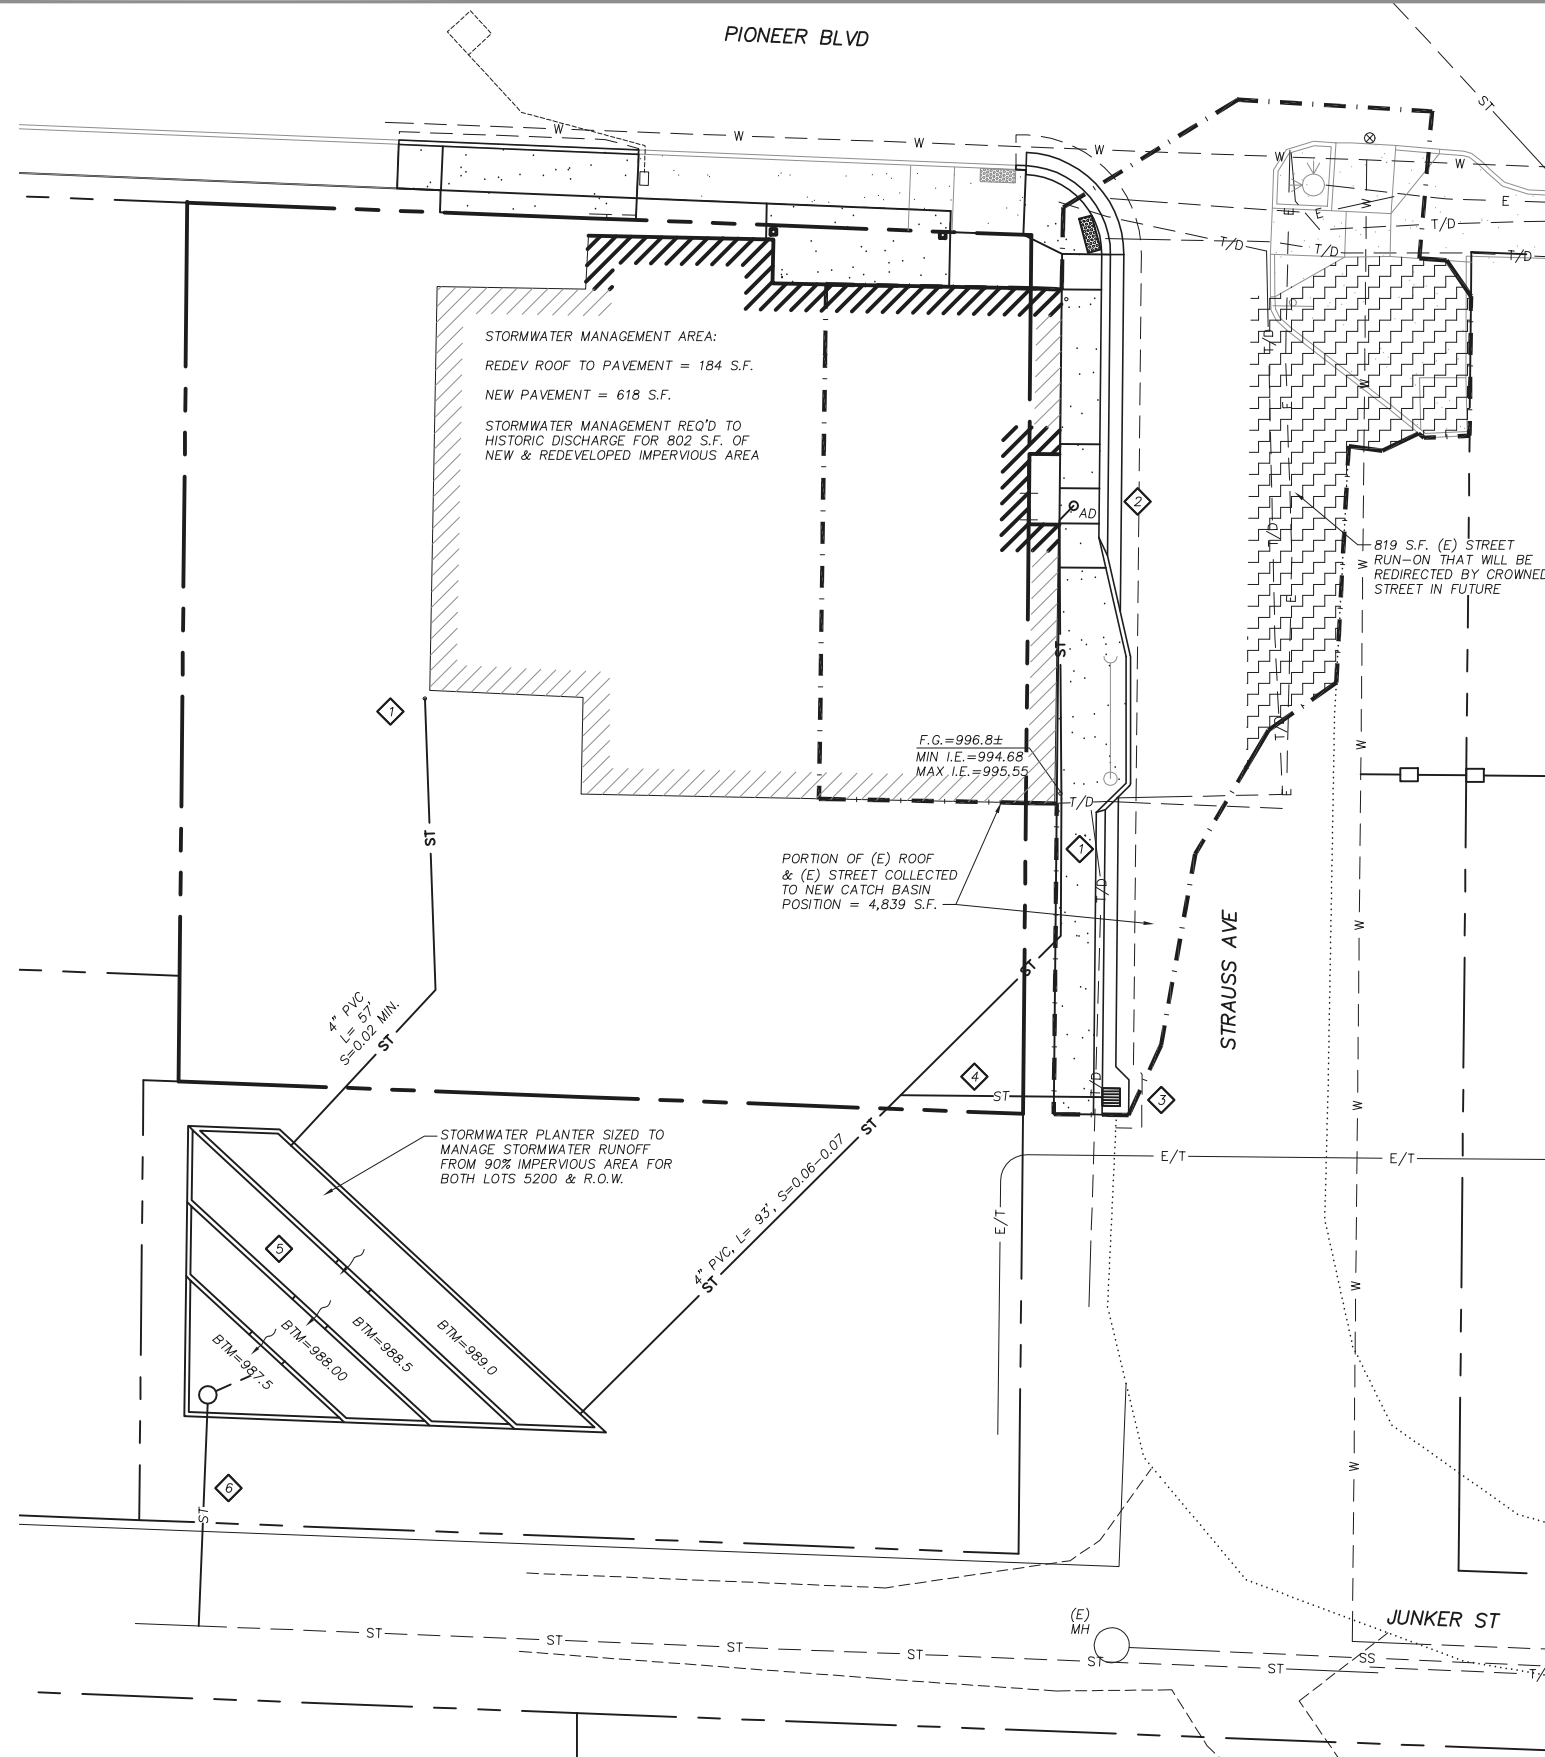 PIONEER BLVD
ST
W
W
W
W
W
W
W
E
E
E
T/D
T/D
T/D
T/D
STORMWATER MANAGEMENT AREA:
REDEV ROOF TO PAVEMENT = 184 S.F.
NEW PAVEMENT = 618 S.F.
STORMWATER MANAGEMENT REQ'D TO
HISTORIC DISCHARGE FOR 802 S.F. OF
NEW & REDEVELOPED IMPERVIOUS AREA
T/D
W
E
2
AD
T/D
819 S.F. (E) STREET
RUN-ON THAT WILL BE
REDIRECTED BY CROWNED
STREET IN FUTURE
W
E
ST
1
T/D
F.G.=996.8±
MIN I.E.=994.68
MAX I.E.=995.55
W
E
T/D
ST
1
PORTION OF (E) ROOF
& (E) STREET COLLECTED
TO NEW CATCH BASIN
POSITION = 4,839 S.F.
T/D
W
STRAUSS AVE
ST
4" PVC
L= 57'
S=0.02 MIN.
ST
4
ST
T/D
3
W
ST
STORMWATER PLANTER SIZED TO
MANAGE STORMWATER RUNOFF
FROM 90% IMPERVIOUS AREA FOR
BOTH LOTS 5200 & R.O.W.
E/T
E/T
E/T
4" PVC, L= 93', S=0.06-0.07
ST
5
W
BTM=987.5
BTM=988.00
BTM=988.5
BTM=989.0
W
6
ST
(E)
MH
JUNKER ST
ST
ST
ST
ST
ST
ST
SS
T/